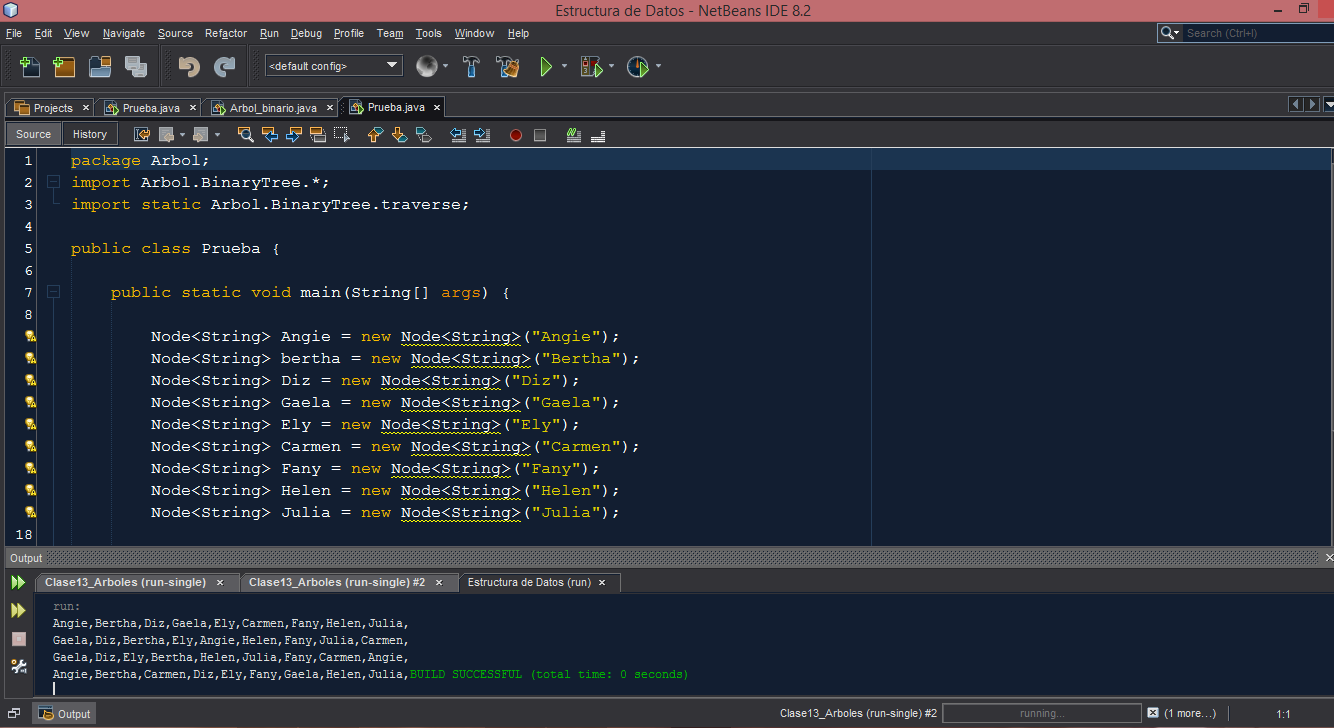 Estructura de Datos - NetBeans IDE 8.2
File Edit View Navigate Source Refactor Run Debug Profile Team Tools Window Help
Search (Ctrl+I)
<default config>
Projects Prueba.java Arbol_binario.java Prueba.java
Source History
1 package Arbol;
2 import Arbol.BinaryTree.*;
3 import static Arbol.BinaryTree.traverse;
4
5 public class Prueba {
6
7 public static void main(String[] args) {
8
Node<String> Angie = new Node<String>("Angie");
Node<String> bertha = new Node<String>("Bertha");
Node<String> Diz = new Node<String>("Diz");
Node<String> Gaela = new Node<String>("Gaela");
Node<String> Ely = new Node<String>("Ely");
Node<String> Carmen = new Node<String>("Carmen");
Node<String> Fany = new Node<String>("Fany");
Node<String> Helen = new Node<String>("Helen");
Node<String> Julia = new Node<String>("Julia");
18
Output
Clase13_Arboles (run-single) Clase13_Arboles (run-single) #2 Estructura de Datos (run)
run:
Angie,Bertha,Diz,Gaela,Ely,Carmen,Fany,Helen,Julia,
Gaela,Diz,Bertha,Ely,Angie,Helen,Fany,Julia,Carmen,
Gaela,Diz,Ely,Bertha,Helen,Julia,Fany,Carmen,Angie,
Angie,Bertha,Carmen,Diz,Ely,Fany,Gaela,Helen,Julia,BUILD SUCCESSFUL (total time: 0 seconds)
Output Clase13_Arboles (run-single) #2 running... (1 more...) 1:1